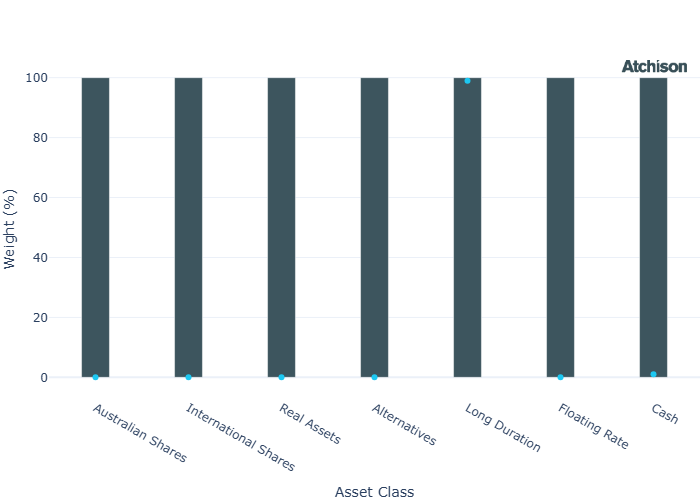 Atchison
100
80
60
40
20
0
Weight (%)
Australian Shares
International Shares
Real Assets
Alternatives
Long Duration
Floating Rate
Cash
Asset Class